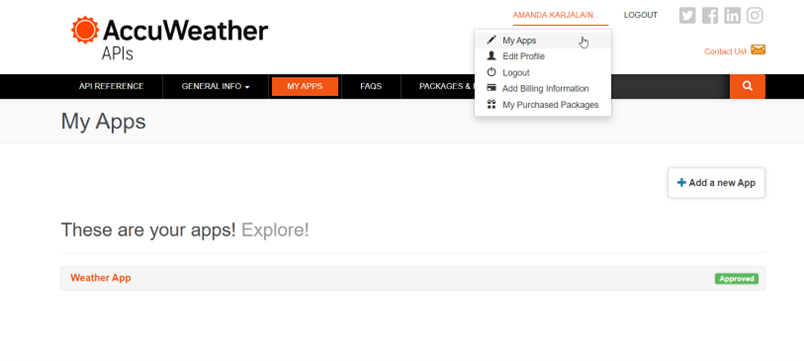 AMANDA KARJALAIN...
LOGOUT
AccuWeather
APIs
My Apps
Edit Profile
Logout
Add Billing Information
My Purchased Packages
Contact Us!
API REFERENCE
GENERAL INFO
MY APPS
FAQS
PACKAGES &
My Apps
Add a new App
These are your apps! Explore!
Weather App
Approved